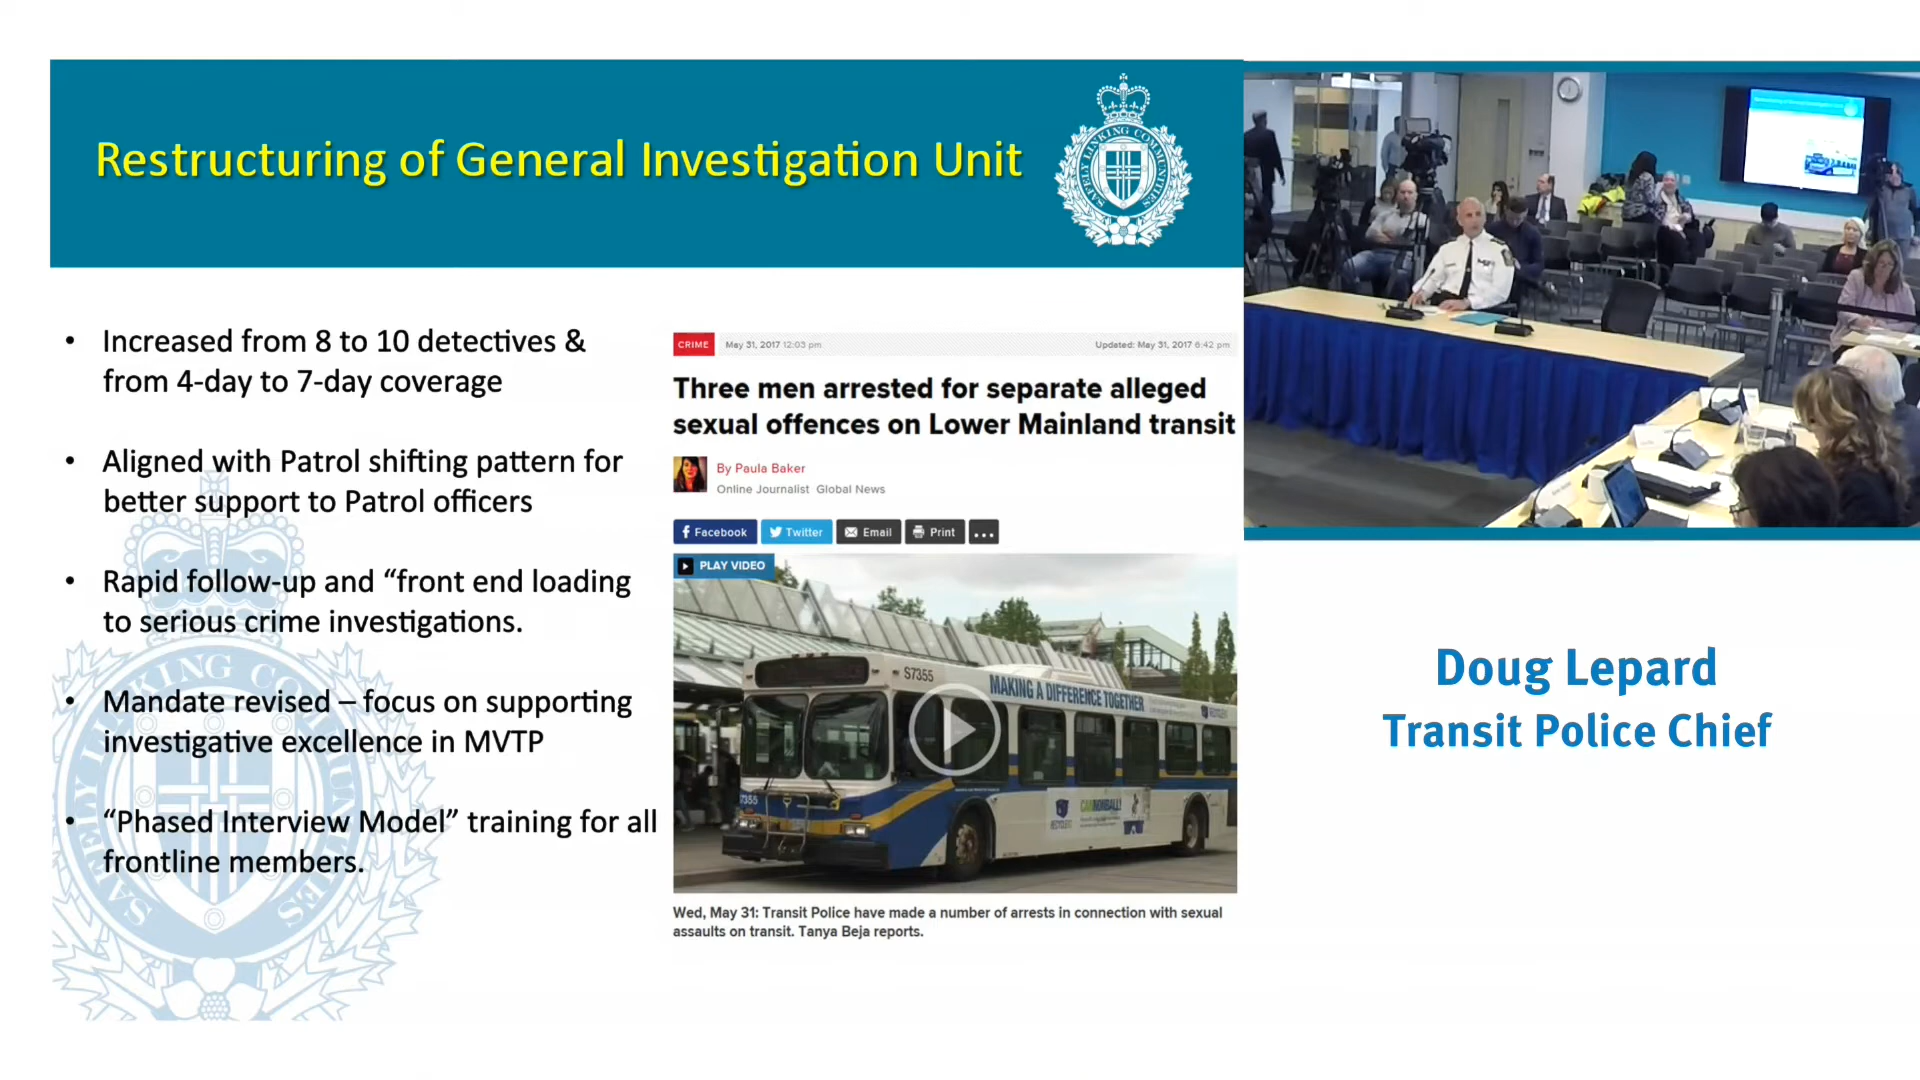 Restructuring of General Investigation Unit
SAFELY LINKING COMMUNITIES
• Increased from 8 to 10 detectives &
from 4-day to 7-day coverage
• Aligned with Patrol shifting pattern for
better support to Patrol officers
• Rapid follow-up and “front end loading
to serious crime investigations.
• Mandate revised – focus on supporting
investigative excellence in MVTP
• “Phased Interview Model” training for all
frontline members.
SAFELY LINKING COMMUNITIES
CRIME May 31, 2017 12:03 pm Updated: May 31, 2017 6:42 pm
Three men arrested for separate alleged
sexual offences on Lower Mainland transit
By Paula Baker
Online Journalist Global News
Facebook Twitter Email Print ...
PLAY VIDEO
S7355
MAKING A DIFFERENCE TOGETHER
Wed, May 31: Transit Police have made a number of arrests in connection with sexual
assaults on transit. Tanya Beja reports.
Doug Lepard
Transit Police Chief